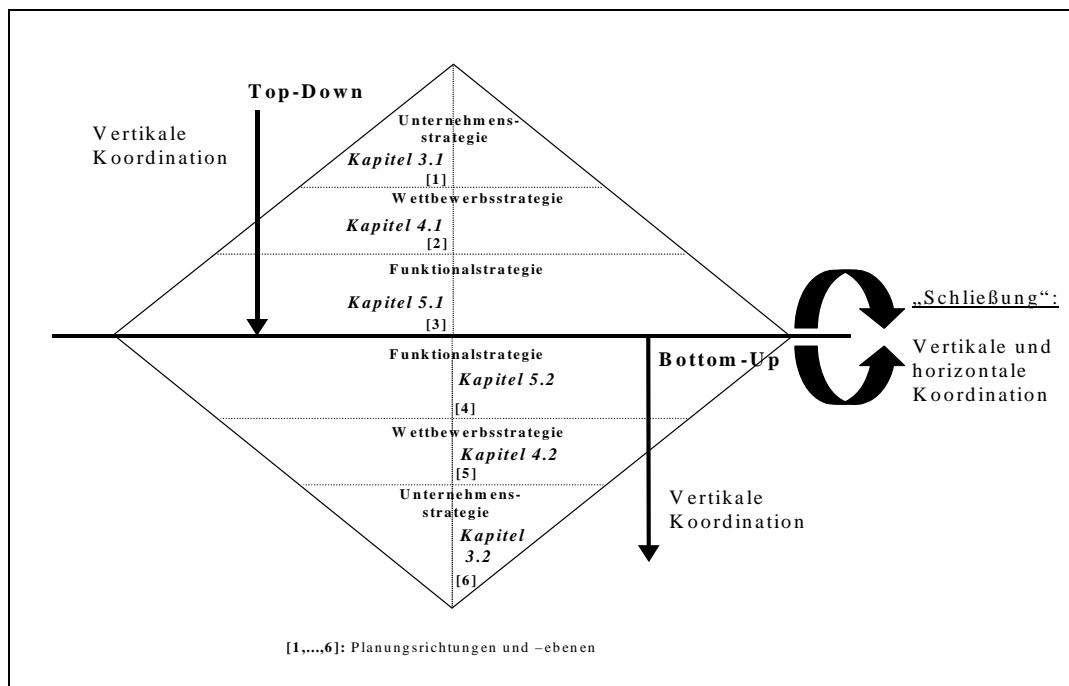 Top-Down
Vertikale
Koordination
Unternehmens-
strategie
Kapitel 3.1
[1]
Wettbewerbsstrategie
Kapitel 4.1
[2]
Funktionalstrategie
Kapitel 5.1
[3]
„Schließung“:
Vertikale und
horizontale
Koordination
Funktionalstrategie
Bottom-Up
Kapitel 5.2
[4]
Wettbewerbsstrategie
Kapitel 4.2
[5]
Unternehmens-
strategie
Kapitel
3.2
[6]
Vertikale
Koordination
[1,...,6]: Planungsrichtungen und –ebenen